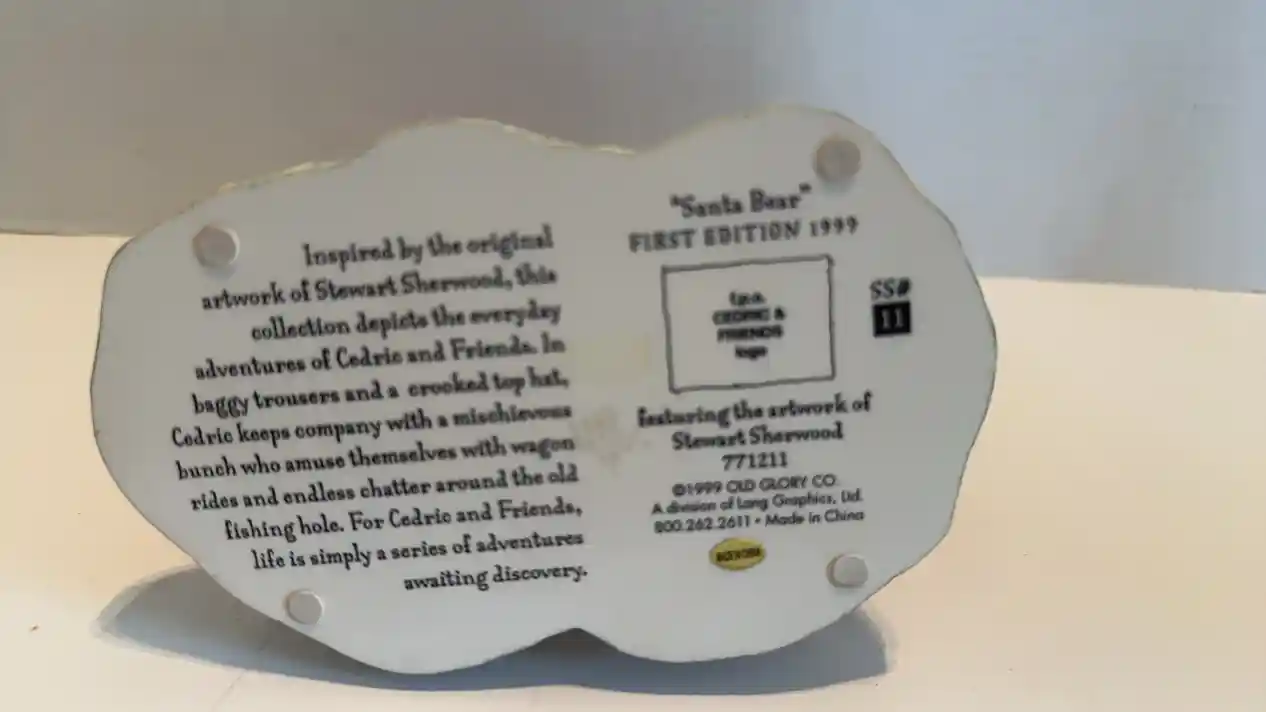 Inspired by the original
artwork of Stewart Sherwood, this
collection depicts the everyday
adventures of Cedric and Friends. In
baggy trousers and a crooked top hat,
Cedric keeps company with a mischievous
bunch who amuse themselves with wagon
rides and endless chatter around the old
fishing hole. For Cedric and Friends,
life is simply a series of adventures
awaiting discovery.
"Santa Bear"
FIRST EDITION 1999
CEDRIC &
FRIENDS
logo
SS#
11
featuring the artwork of
Stewart Sherwood
771211
©1999 OLD GLORY CO.
A division of Lang Graphics, Ltd.
800.262.2611 • Made in China